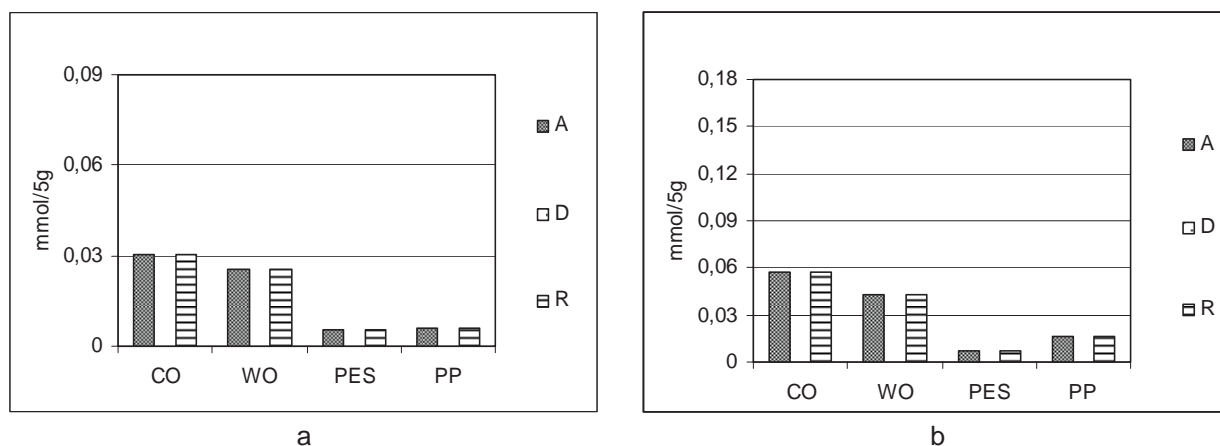 0,09
0,06
0,03
0
mmol/5g
CO WO PES PP
A
D
R
a
0,18
0,15
0,12
0,09
0,06
0,03
0
mmol/5g
CO WO PES PP
A
D
R
b